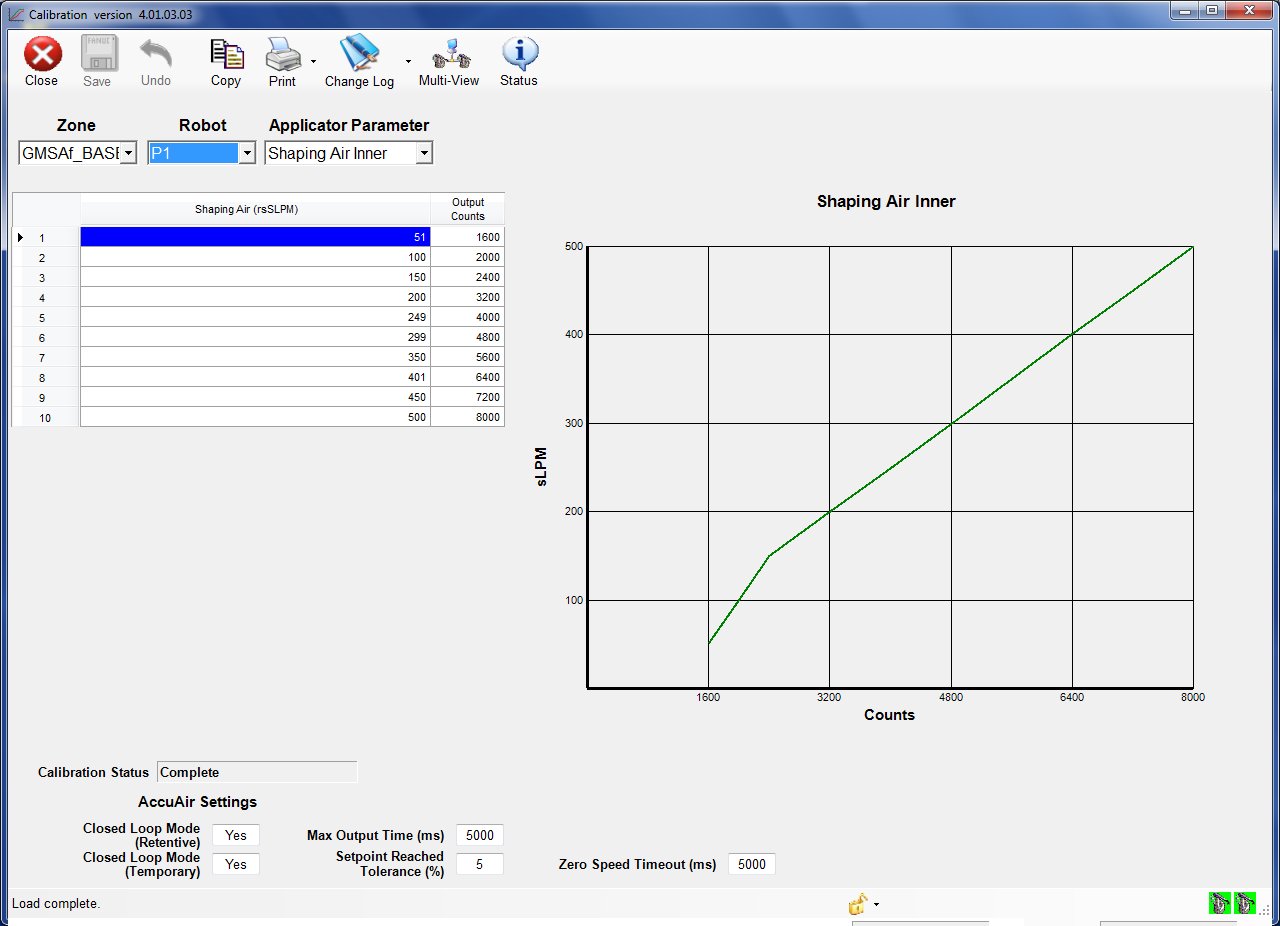 Calibration version 4.01.03.03
FANUC
Close Save Undo Copy Print Change Log Multi-View Status
Zone Robot Applicator Parameter
GMSAf_BASE P1 Shaping Air Inner
Shaping Air (rsSLPM) Output Counts
1 51 1600
2 100 2000
3 150 2400
4 200 3200
5 249 4000
6 299 4800
7 350 5600
8 401 6400
9 450 7200
10 500 8000
Shaping Air Inner
500
400
300
200
100
sLPM
1600 3200 4800 6400 8000
Counts
Calibration Status Complete
AccuAir Settings
Closed Loop Mode (Retentive) Yes
Max Output Time (ms) 5000
Closed Loop Mode (Temporary) Yes
Setpoint Reached Tolerance (%) 5
Zero Speed Timeout (ms) 5000
Load complete.